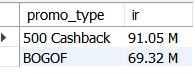 promo_type ir
500 Cashback 91.05 M
BOGOF 69.32 M